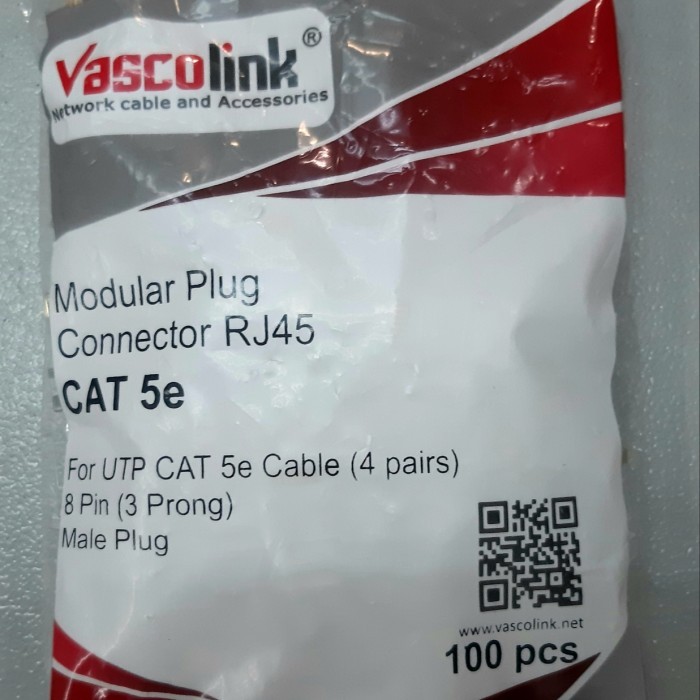 Vascolink®
Network cable and Accessories
Modular Plug
Connector RJ45
CAT 5e
For UTP CAT 5e Cable (4 pairs)
8 Pin (3 Prong)
Male Plug
www.vascolink.net
100 pcs